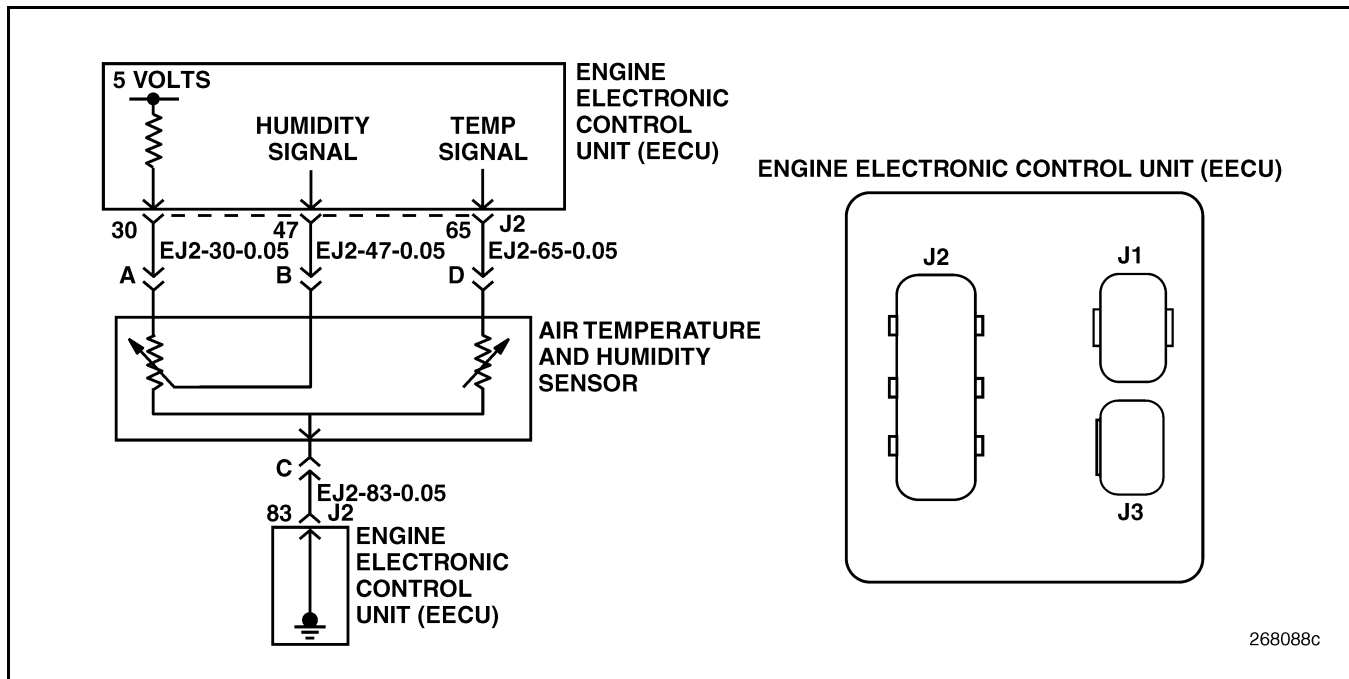 5 VOLTS
HUMIDITY
SIGNAL
TEMP
SIGNAL
ENGINE
ELECTRONIC
CONTROL
UNIT (EECU)
30
47
65
J2
EJ2-30-0.05
EJ2-47-0.05
EJ2-65-0.05
A
B
D
AIR TEMPERATURE
AND HUMIDITY
SENSOR
C
EJ2-83-0.05
83
J2
ENGINE
ELECTRONIC
CONTROL
UNIT (EECU)
ENGINE ELECTRONIC CONTROL UNIT (EECU)
J2
J1
J3
268088c